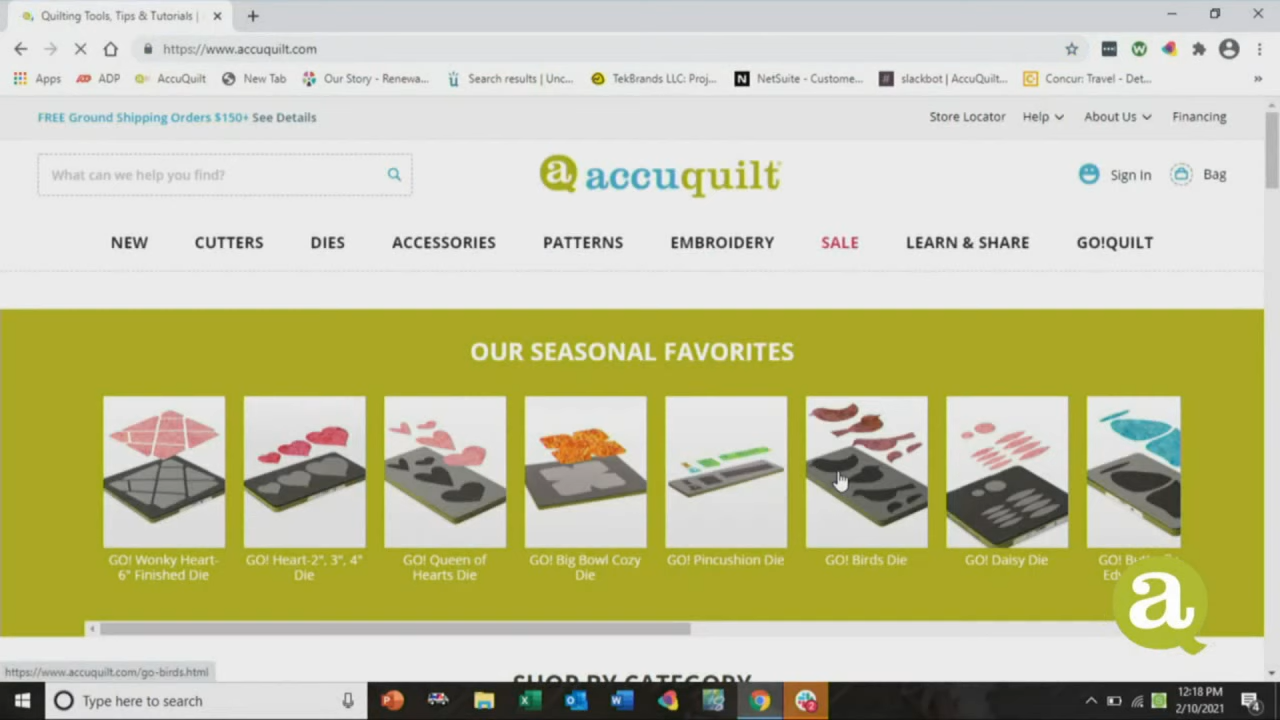 Quilting Tools, Tips & Tutorials |
https://www.accuquilt.com
Apps ADP AccuQuilt New Tab Our Story - Renewa... Search results | Unc... TekBrands LLC: Proj... NetSuite - Custome... slackbot | AccuQuilt... Concur: Travel - Det... »
FREE Ground Shipping Orders $150+ See Details Store Locator Help About Us Financing
What can we help you find? a accuquilt Sign In Bag
NEW CUTTERS DIES ACCESSORIES PATTERNS EMBROIDERY SALE LEARN & SHARE GO!QUILT
OUR SEASONAL FAVORITES
GO! Wonky Heart-
6" Finished Die
GO! Heart-2", 3", 4"
Die
GO! Queen of
Hearts Die
GO! Big Bowl Cozy
Die
GO! Pincushion Die
GO! Birds Die
GO! Daisy Die
GO!
a
https://www.accuquilt.com/go-birds.html
SHOP BY CATEGORY
Type here to search
12:18 PM
2/10/2021
4